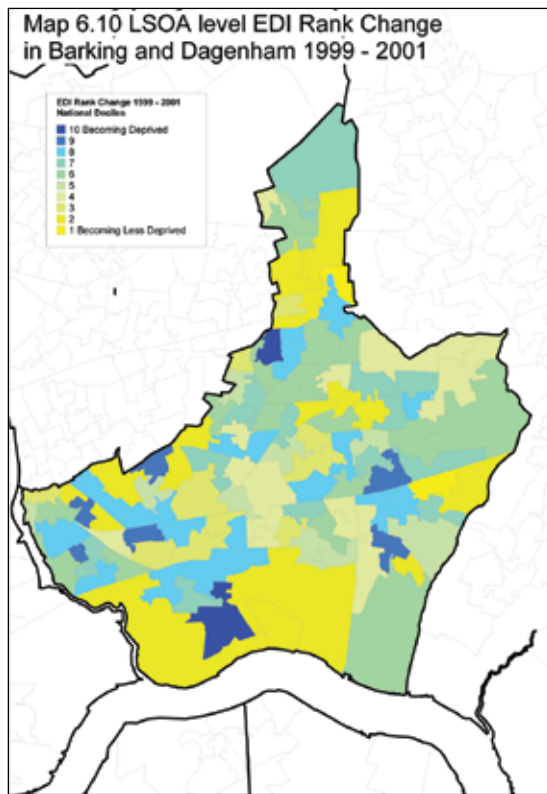 Map 6.10 LSOA level EDI Rank Change
in Barking and Dagenham 1999 - 2001
EDI Rank Change 1999 - 2001
National Deciles
10 Becoming Deprived
9
8
7
6
5
4
3
2
1 Becoming Less Deprived